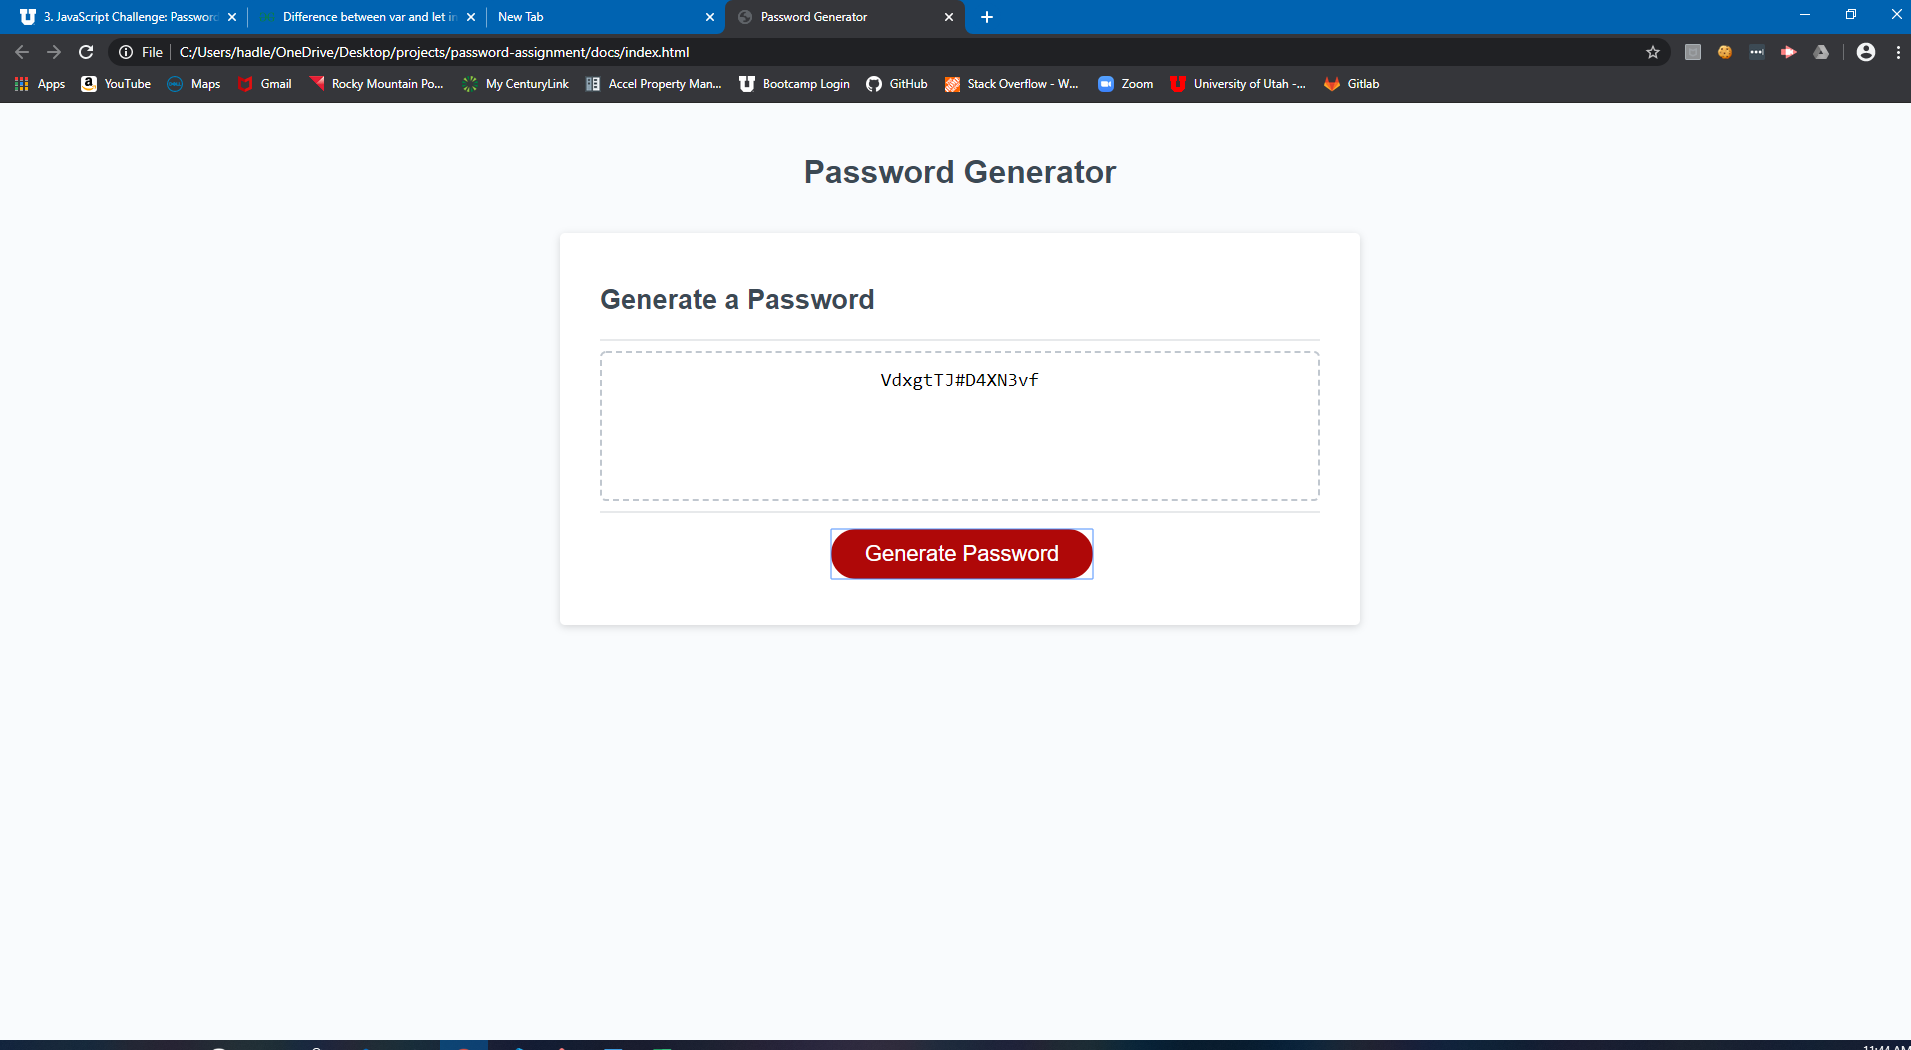 3. JavaScript Challenge: Password
Difference between var and let in
New Tab
Password Generator
File
C:/Users/hadle/OneDrive/Desktop/projects/password-assignment/docs/index.html
Apps
YouTube
Maps
Gmail
Rocky Mountain Po...
My CenturyLink
Accel Property Man...
Bootcamp Login
GitHub
Stack Overflow - W...
Zoom
University of Utah -...
Gitlab
Password Generator
Generate a Password
VdxgtTJ#D4XN3vf
Generate Password